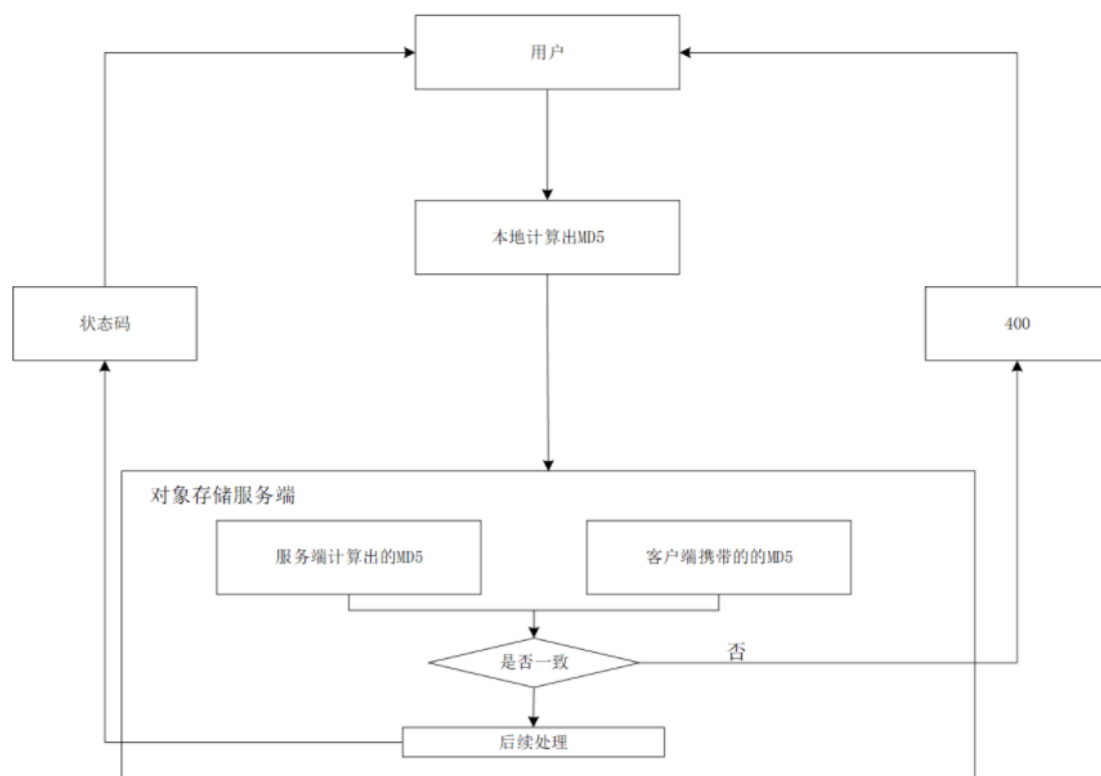 用户
本地计算出MD5
状态码
400
对象存储服务端
服务端计算出的MD5
客户端携带的的MD5
是否一致
否
后续处理